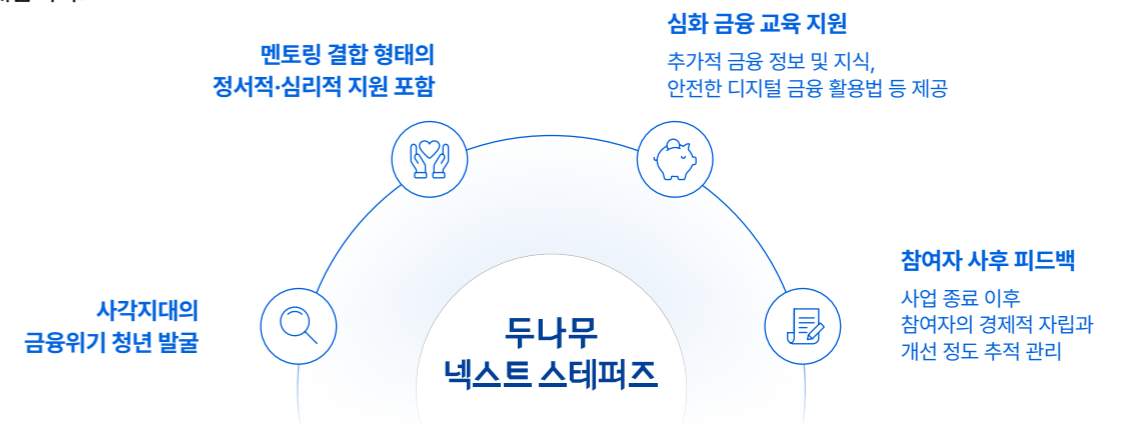 심화 금융 교육 지원
추가적 금융 정보 및 지식,
안전한 디지털 금융 활용법 등 제공
멘토링 결합 형태의
정서적·심리적 지원 포함
참여자 사후 피드백
사업 종료 이후
참여자의 경제적 자립과
개선 정도 추적 관리
사각지대의
금융위기 청년 발굴
두나무
넥스트 스테퍼즈